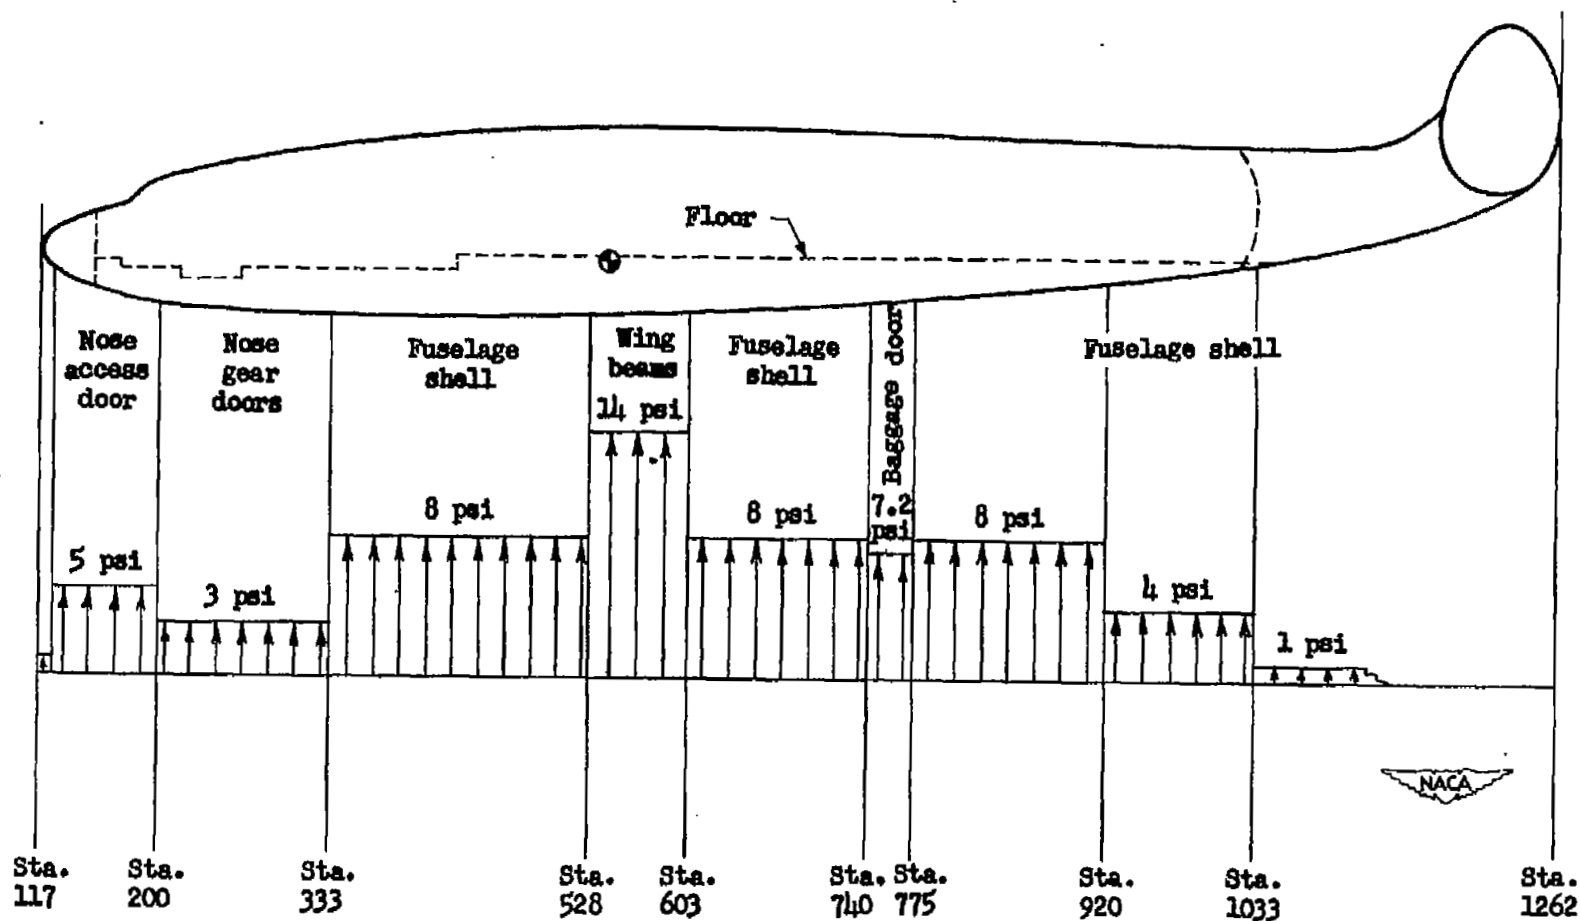 Floor
Nose
access
door
Nose
gear
doors
Fuselage
shell
Wing
beams
14 psi
Fuselage
shell
Baggage door
Fuselage shell
5 psi
3 psi
8 psi
8 psi
7.2
psi
8 psi
4 psi
1 psi
NACA
Sta.
117
Sta.
200
Sta.
333
Sta.
528
Sta.
603
Sta.
740
Sta.
775
Sta.
920
Sta.
1033
Sta.
1262